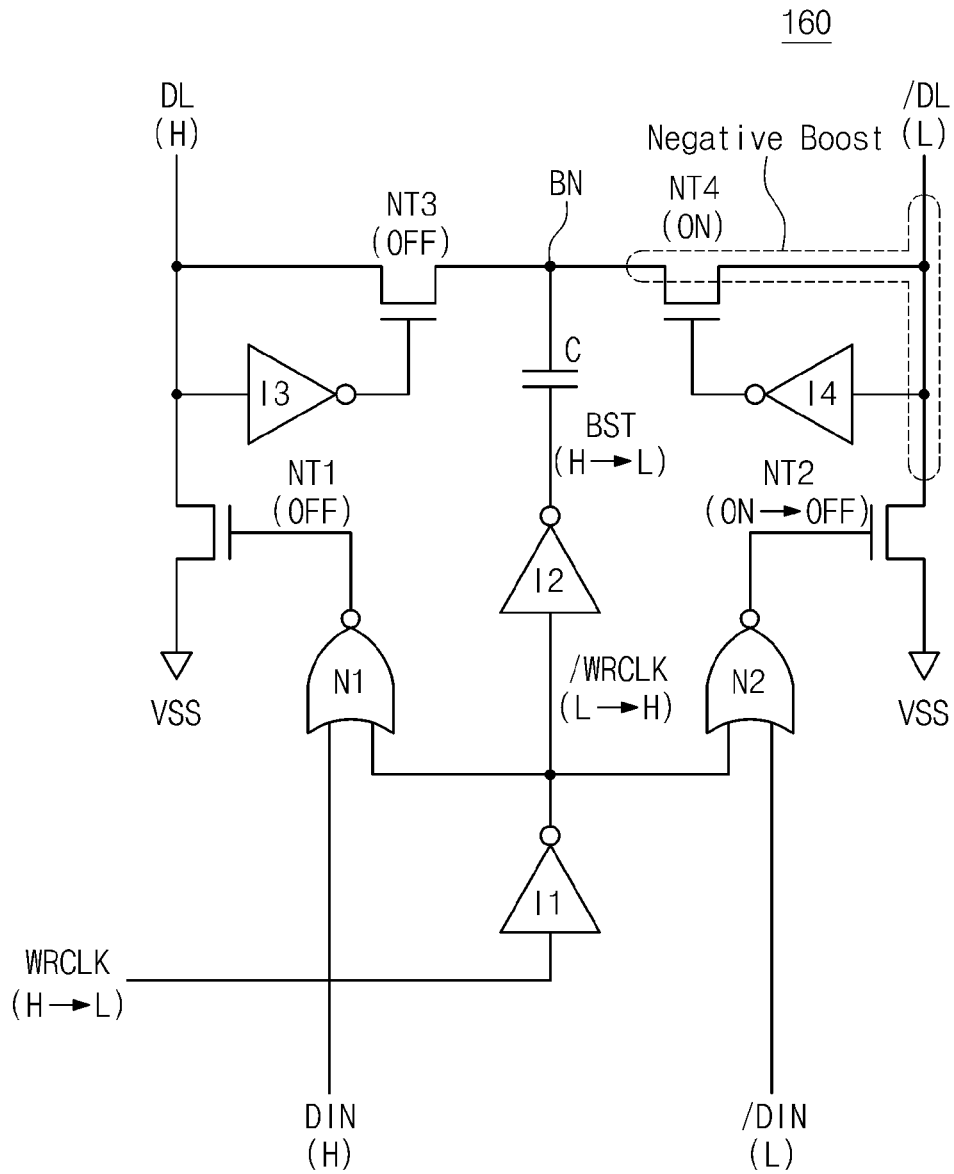 160
DL
(H)
/DL
(L)
Negative Boost
BN
NT3
(OFF)
NT4
(ON)
C
I3
I4
BST
(H→L)
NT1
(OFF)
NT2
(ON→OFF)
I2
N1
/WRCLK
(L→H)
N2
VSS
VSS
I1
WRCLK
(H→L)
DIN
(H)
/DIN
(L)